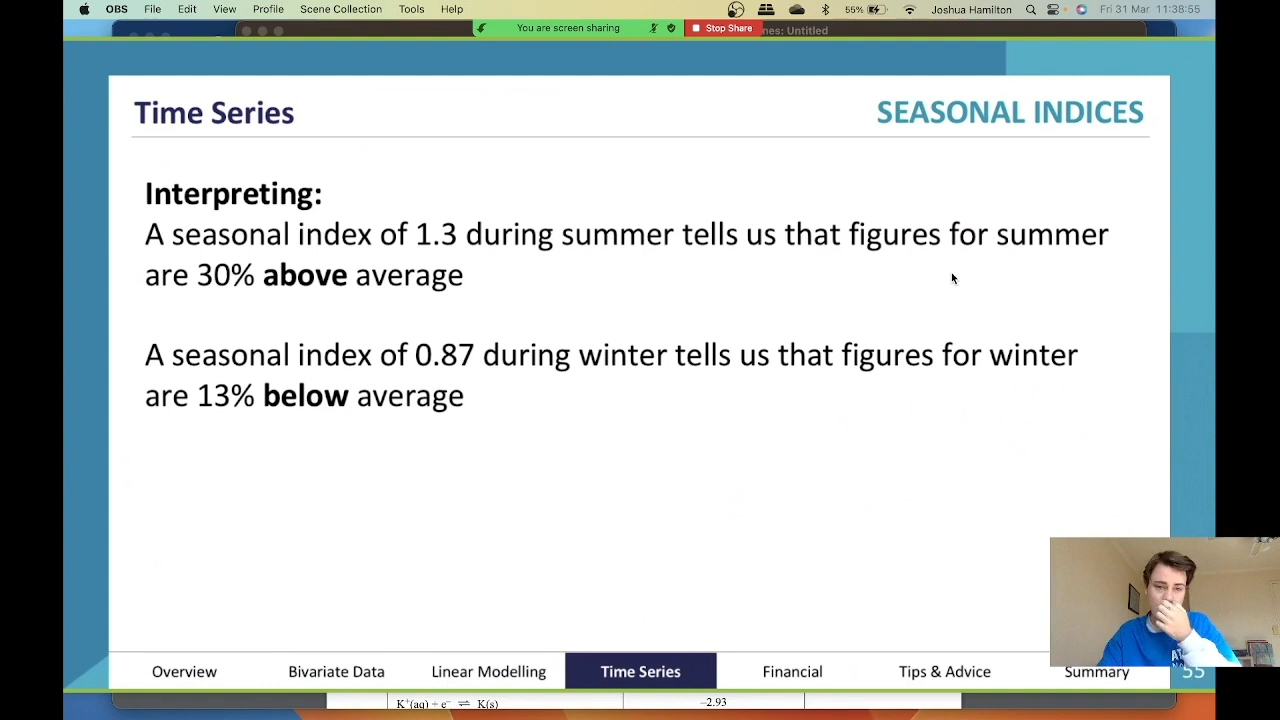 OBS File Edit View Profile Scene Collection Tools Help 55% Joshua Hamilton Fri 31 Mar 11:38:55
You are screen sharing Stop Share nes: Untitled
Time Series SEASONAL INDICES
Interpreting:
A seasonal index of 1.3 during summer tells us that figures for summer
are 30% above average
A seasonal index of 0.87 during winter tells us that figures for winter
are 13% below average
Overview Bivariate Data Linear Modelling Time Series Financial Tips & Advice Summary 55
K⁺(aq) + e⁻ ⇌ K(s) −2.93